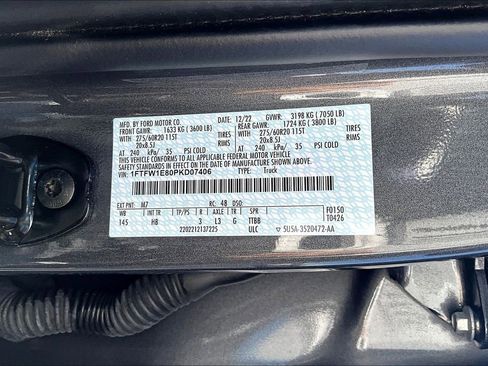 MFD. BY FORD MOTOR CO. 12/22 GVWR: 3198 KG ( 7050 LB)
FRONT GAWR: 1633 KG ( 3600 LB) REAR GAWR: 1724 KG ( 3800 LB)
WITH WITH
275/60R20 115T TIRES 275/60R20 115T TIRES
20x8.5J RIMS 20x8.5J RIMS
AT 240 kPa/ 35 PSI COLD AT 240 kPa/ 35 PSI COLD
THIS VEHICLE CONFORMS TO ALL APPLICABLE FEDERAL MOTOR VEHICLE
SAFETY STANDARDS IN EFFECT ON THE DATE OF MANUFACTURE SHOWN ABOVE.
VIN: 1FTFW1E80PKD07406 TYPE: Truck
EXT PNT: M7 RC: 48 DSO:
WB INT TR TP/PS R AXLE TR SPR F0150
145 HB 3 L3 G TTBB T0426
2202212137225 ULC ▽ 5U5A-3520472-AA